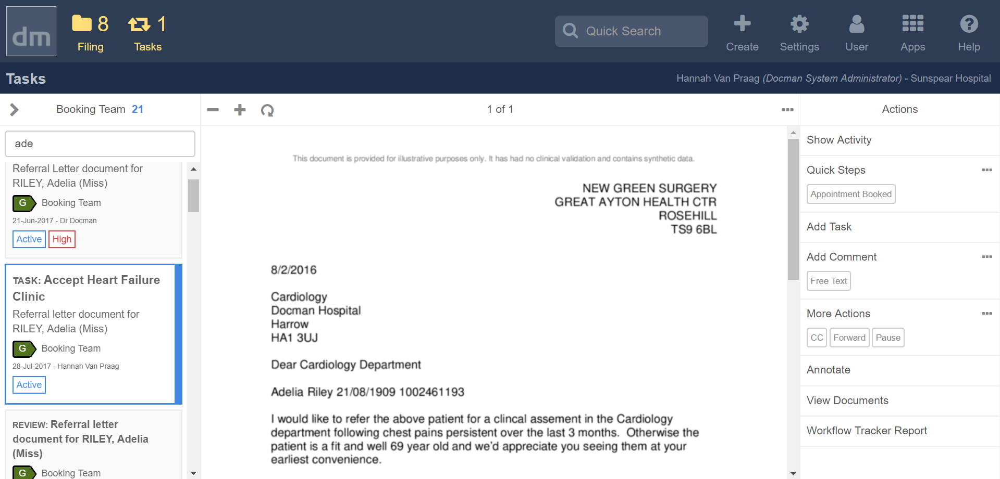 dm
8
Filing
1
Tasks
Quick Search
Create
Settings
User
Apps
Help
Tasks
Hannah Van Praag (Docman System Administrator) - Sunspear Hospital
Booking Team 21
ade
Referral Letter document for
RILEY, Adelia (Miss)
G Booking Team
21-Jun-2017 - Dr Docman
Active High
TASK: Accept Heart Failure
Clinic
Referral letter document for
RILEY, Adelia (Miss)
G Booking Team
28-Jul-2017 - Hannah Van Praag
Active
REVIEW: Referral letter
document for RILEY, Adelia
(Miss)
G Booking Team
1 of 1
This document is provided for illustrative purposes only. It has had no clinical validation and contains synthetic data.
NEW GREEN SURGERY
GREAT AYTON HEALTH CTR
ROSEHILL
TS9 6BL
8/2/2016
Cardiology
Docman Hospital
Harrow
HA1 3UJ
Dear Cardiology Department
Adelia Riley 21/08/1909 1002461193
I would like to refer the above patient for a clincal assement in the Cardiology
department following chest pains persistent over the last 3 months.  Otherwise the
patient is a fit and well 69 year old and we'd appreciate you seeing them at your
earliest convenience.
Actions
Show Activity
Quick Steps
Appointment Booked
Add Task
Add Comment
Free Text
More Actions
CC Forward Pause
Annotate
View Documents
Workflow Tracker Report